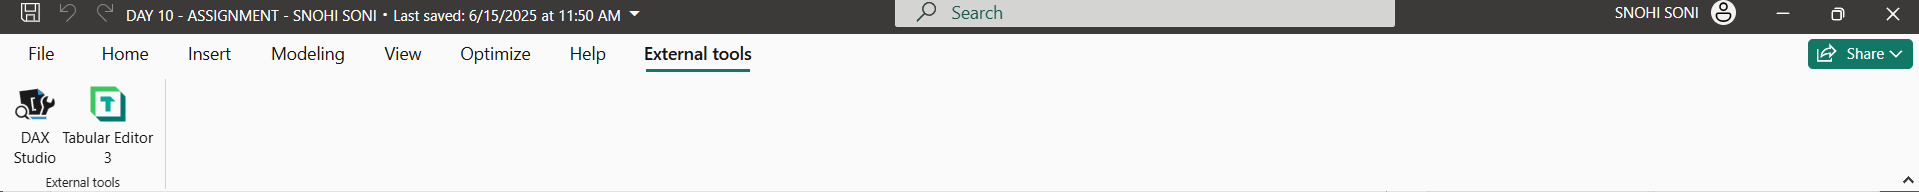 DAY 10 - ASSIGNMENT - SNOHI SONI • Last saved: 6/15/2025 at 11:50 AM
Search
SNOHI SONI
File Home Insert Modeling View Optimize Help External tools
Share
DAX
Studio
Tabular Editor
3
External tools